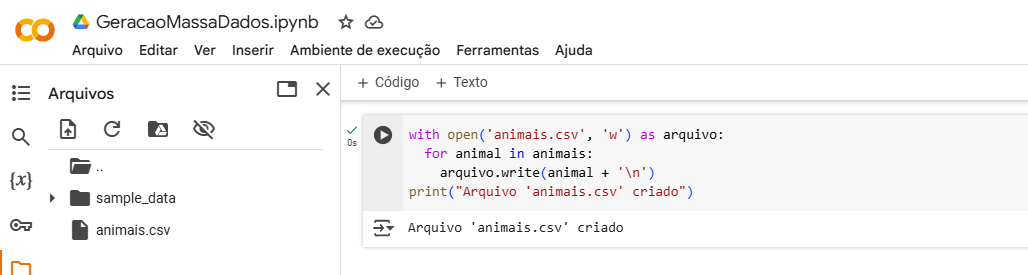 GeracaoMassaDados.ipynb
Arquivo Editar Ver Inserir Ambiente de execução Ferramentas Ajuda
Arquivos
+ Código + Texto
{x}
..
sample_data
animais.csv
0s
with open('animais.csv', 'w') as arquivo:
  for animal in animais:
    arquivo.write(animal + '\n')
print("Arquivo 'animais.csv' criado")
Arquivo 'animais.csv' criado